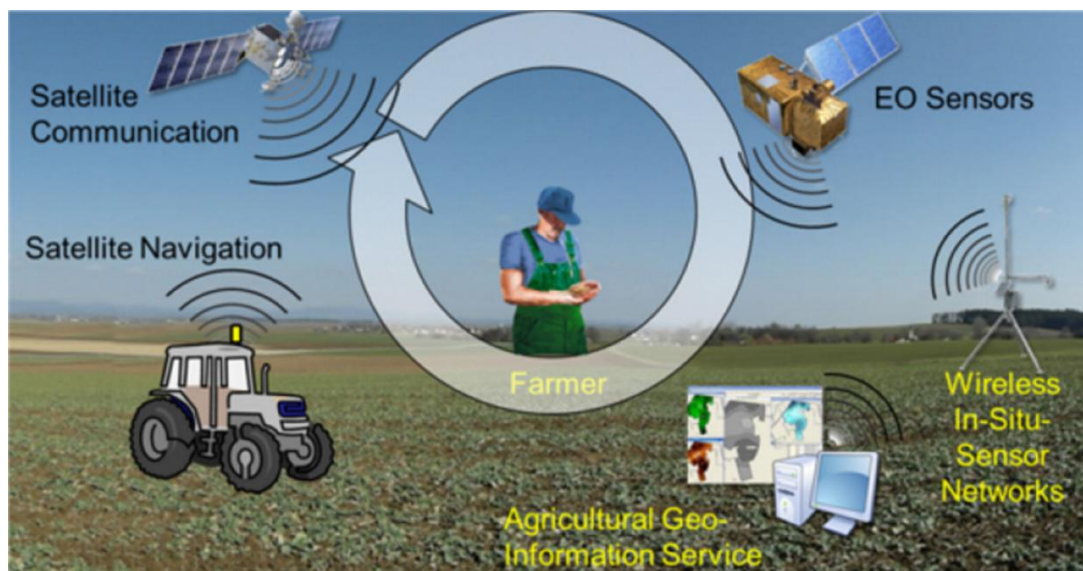 Satellite
Communication
EO Sensors
Satellite Navigation
Farmer
Wireless
In-Situ-
Sensor
Networks
Agricultural Geo-
Information Service